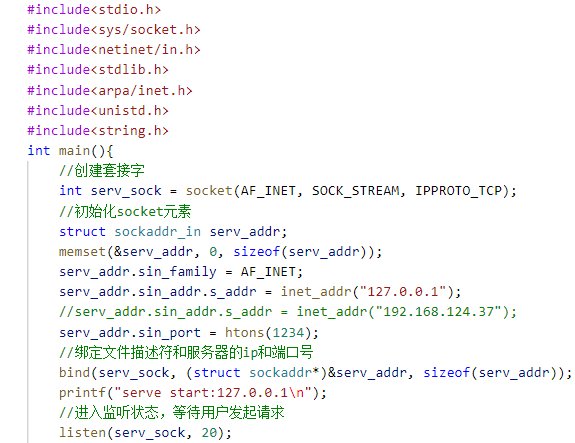 #include<stdio.h>
#include<sys/socket.h>
#include<netinet/in.h>
#include<stdlib.h>
#include<arpa/inet.h>
#include<unistd.h>
#include<string.h>
int main(){
    //创建套接字
    int serv_sock = socket(AF_INET, SOCK_STREAM, IPPROTO_TCP);
    //初始化socket元素
    struct sockaddr_in serv_addr;
    memset(&serv_addr, 0, sizeof(serv_addr));
    serv_addr.sin_family = AF_INET;
    serv_addr.sin_addr.s_addr = inet_addr("127.0.0.1");
    //serv_addr.sin_addr.s_addr = inet_addr("192.168.124.37");
    serv_addr.sin_port = htons(1234);
    //绑定文件描述符和服务器的ip和端口号
    bind(serv_sock, (struct sockaddr*)&serv_addr, sizeof(serv_addr));
    printf("serve start:127.0.0.1\n");
    //进入监听状态，等待用户发起请求
    listen(serv_sock, 20);